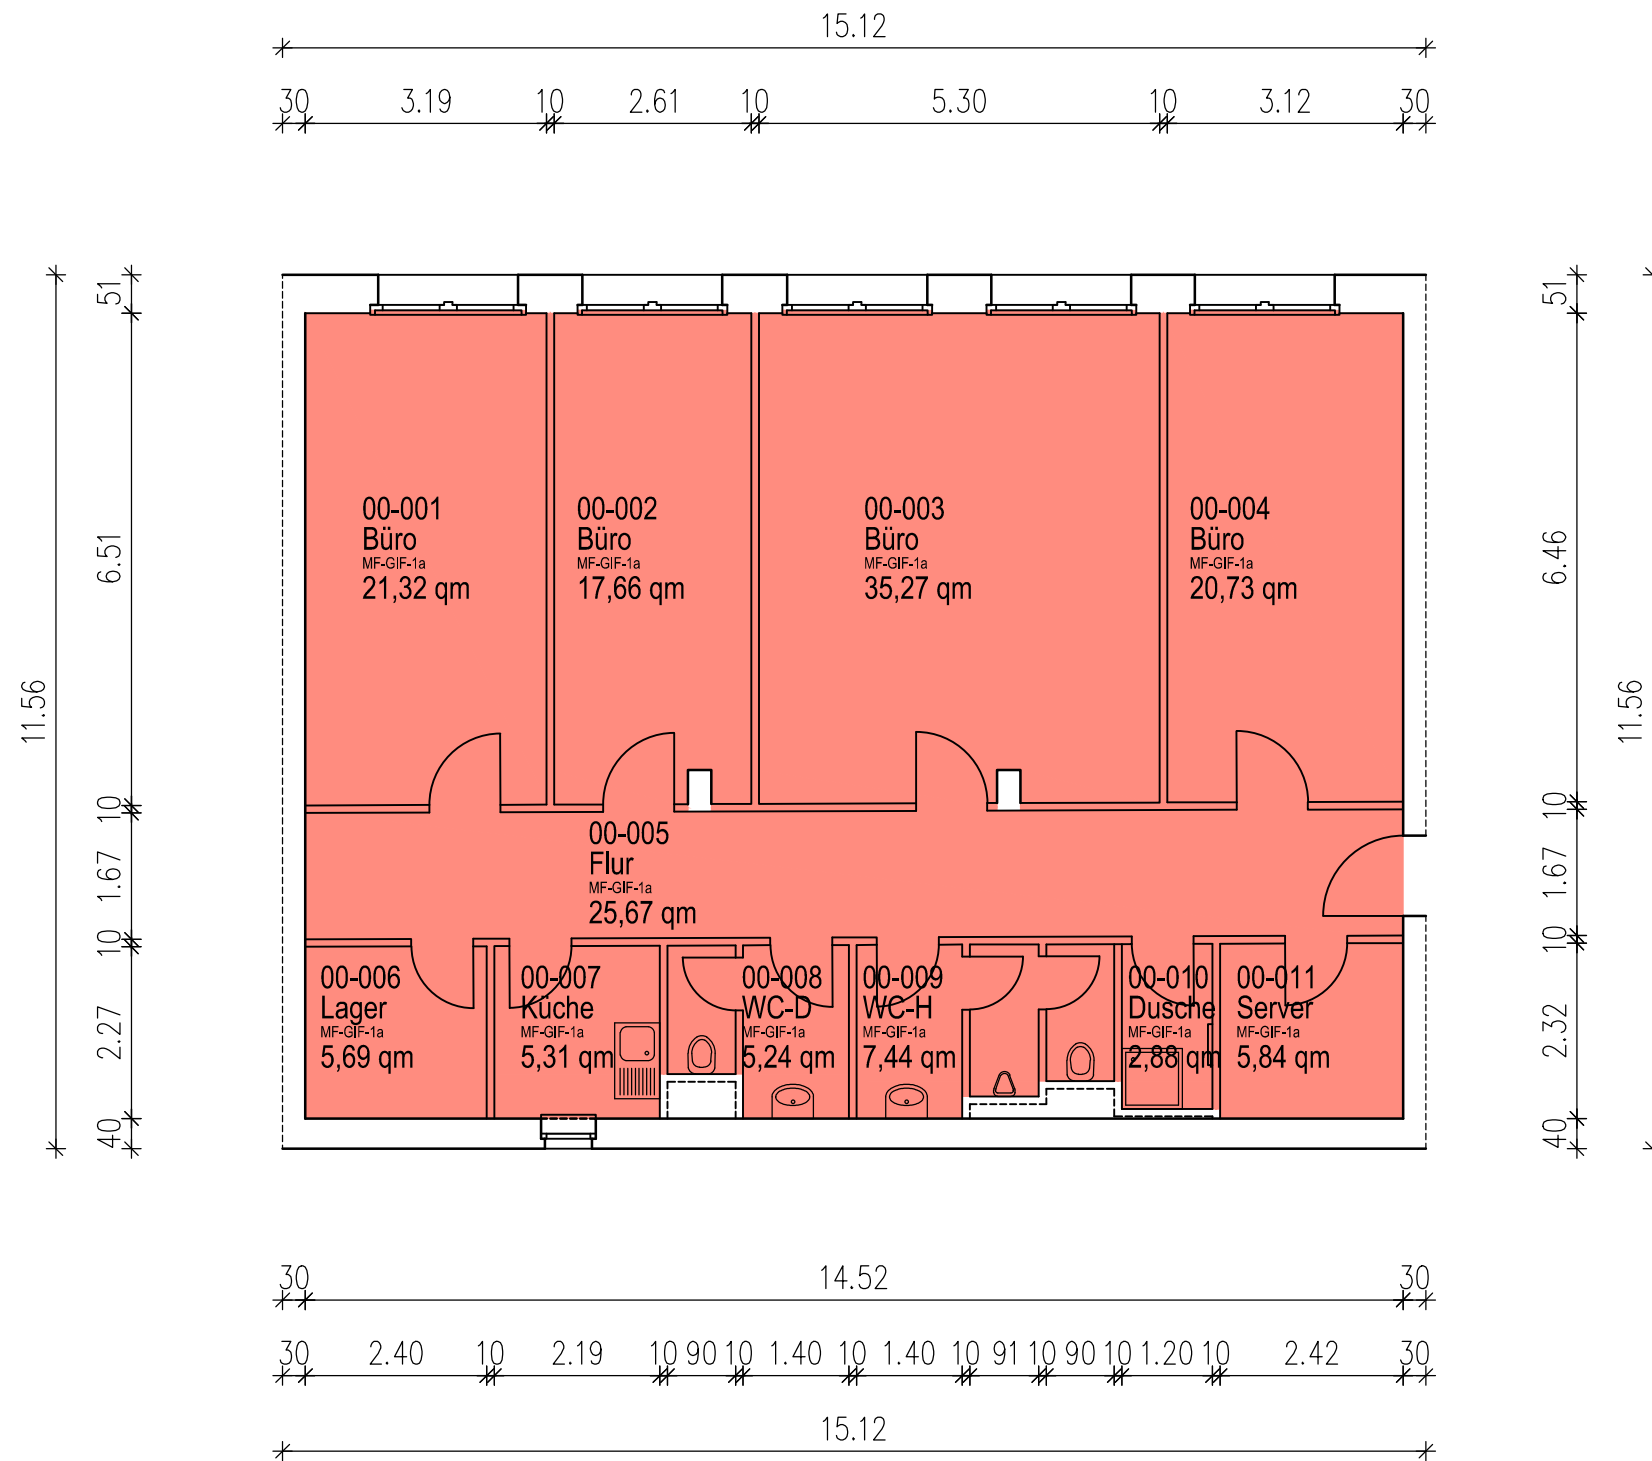 15.12
30 3.19 10 2.61 10 5.30 10 3.12 30
51
6.51
10
1.67
10
2.27
40
11.56
51
6.46
10
1.67
10
2.32
40
11.56
00-001
Büro
MF-GIF-1a
21,32 qm
00-002
Büro
MF-GIF-1a
17,66 qm
00-003
Büro
MF-GIF-1a
35,27 qm
00-004
Büro
MF-GIF-1a
20,73 qm
00-005
Flur
MF-GIF-1a
25,67 qm
00-006
Lager
MF-GIF-1a
5,69 qm
00-007
Küche
MF-GIF-1a
5,31 qm
00-008
WC-D
MF-GIF-1a
5,24 qm
00-009
WC-H
MF-GIF-1a
7,44 qm
00-010
Dusche
MF-GIF-1a
2,88 qm
00-011
Server
MF-GIF-1a
5,84 qm
30 14.52 30
30 2.40 10 2.19 10 90 10 1.40 10 1.40 10 91 10 90 10 1.20 10 2.42 30
15.12